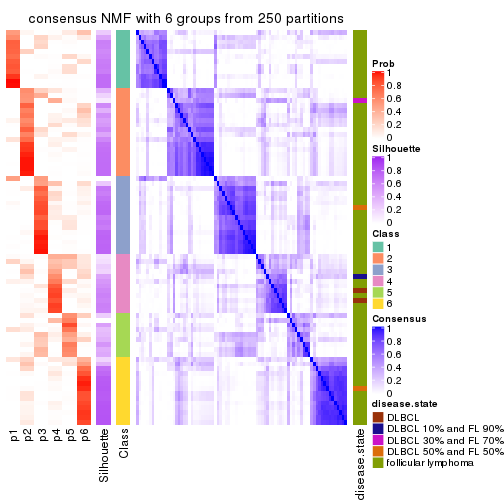 consensus NMF with 6 groups from 250 partitions
Prob
1
0.8
0.6
0.4
0.2
0
Silhouette
1
0.8
0.6
0.4
0.2
0
Class
1
2
3
4
5
6
Consensus
1
0.8
0.6
0.4
0.2
0
disease.state
DLBCL
DLBCL 10% and FL 90%
DLBCL 30% and FL 70%
DLBCL 50% and FL 50%
follicular lymphoma
p1
p2
p3
p4
p5
p6
Silhouette
Class
disease.state